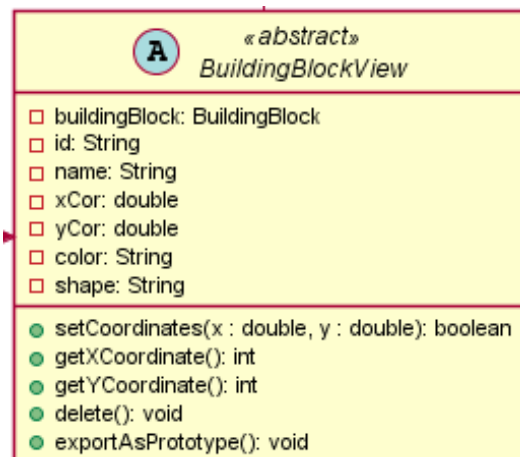 A
«abstract»
BuildingBlockView
buildingBlock: BuildingBlock
id: String
name: String
xCor: double
yCor: double
color: String
shape: String
setCoordinates(x : double, y : double): boolean
getXCoordinate(): int
getYCoordinate(): int
delete(): void
exportAsPrototype(): void